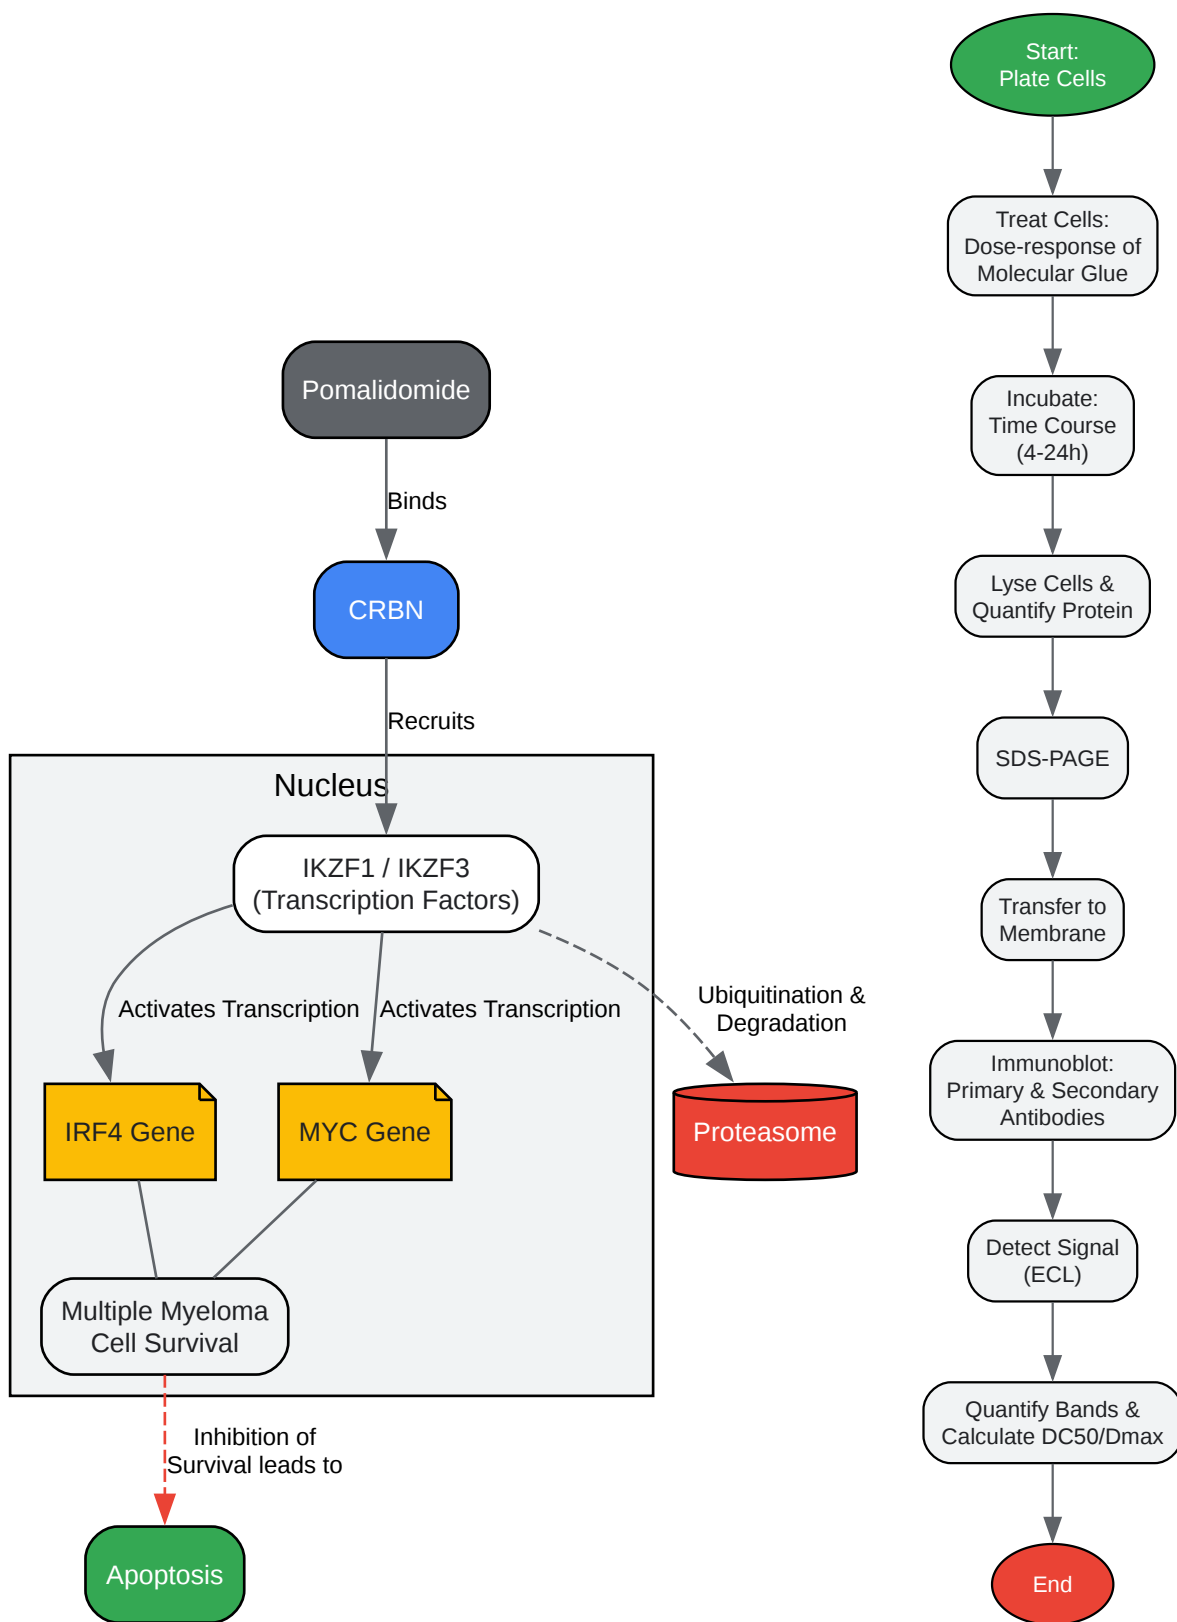 Pomalidomide
Binds
CRBN
Recruits
Nucleus
IKZF1 / IKZF3
(Transcription Factors)
Activates Transcription
Activates Transcription
Ubiquitination &
Degradation
IRF4 Gene
MYC Gene
Proteasome
Multiple Myeloma
Cell Survival
Inhibition of
Survival leads to
Apoptosis
Start:
Plate Cells
Treat Cells:
Dose-response of
Molecular Glue
Incubate:
Time Course
(4-24h)
Lyse Cells &
Quantify Protein
SDS-PAGE
Transfer to
Membrane
Immunoblot:
Primary & Secondary
Antibodies
Detect Signal
(ECL)
Quantify Bands &
Calculate DC50/Dmax
End